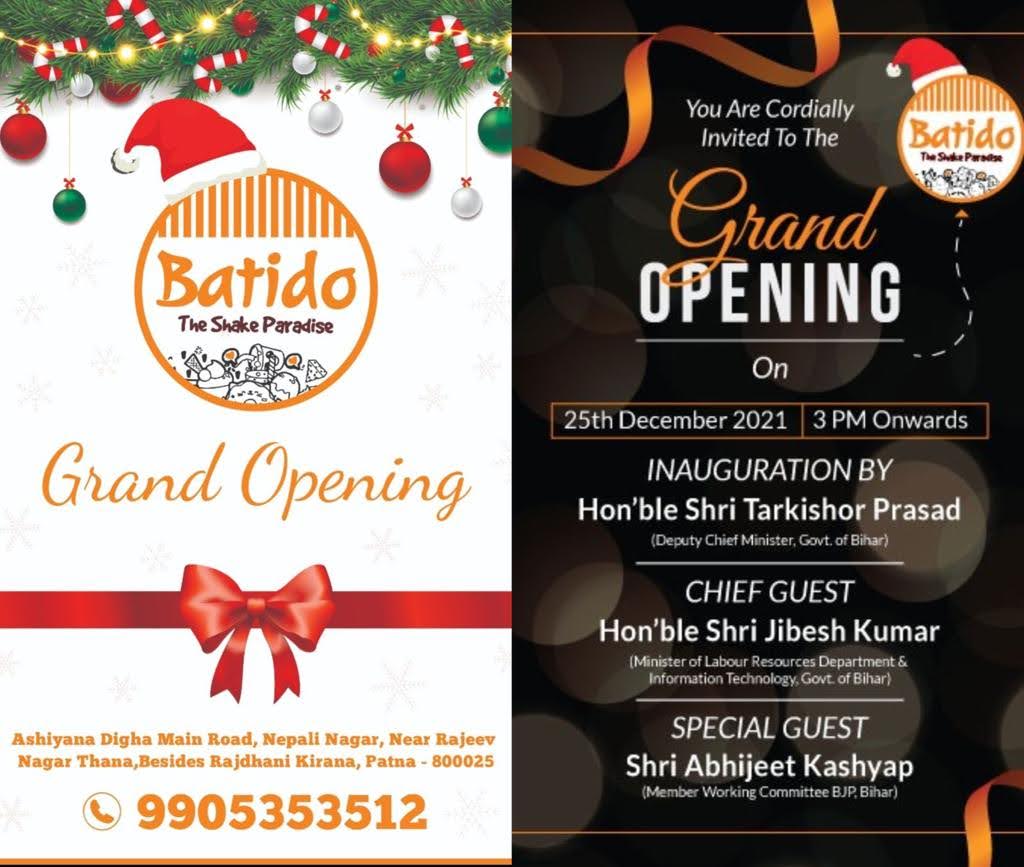 Batido
The Shake Paradise
Grand Opening
Ashiyana Digha Main Road, Nepali Nagar, Near Rajeev
Nagar Thana,Besides Rajdhani Kirana, Patna - 800025
9905353512
You Are Cordially
Invited To The
Batido
The Shake Paradise
Grand
OPENING
On
25th December 2021 3 PM Onwards
INAUGURATION BY
Hon'ble Shri Tarkishor Prasad
(Deputy Chief Minister, Govt. of Bihar)
CHIEF GUEST
Hon'ble Shri Jibesh Kumar
(Minister of Labour Resources Department &
Information Technology, Govt. of Bihar)
SPECIAL GUEST
Shri Abhijeet Kashyap
(Member Working Committee BJP, Bihar)